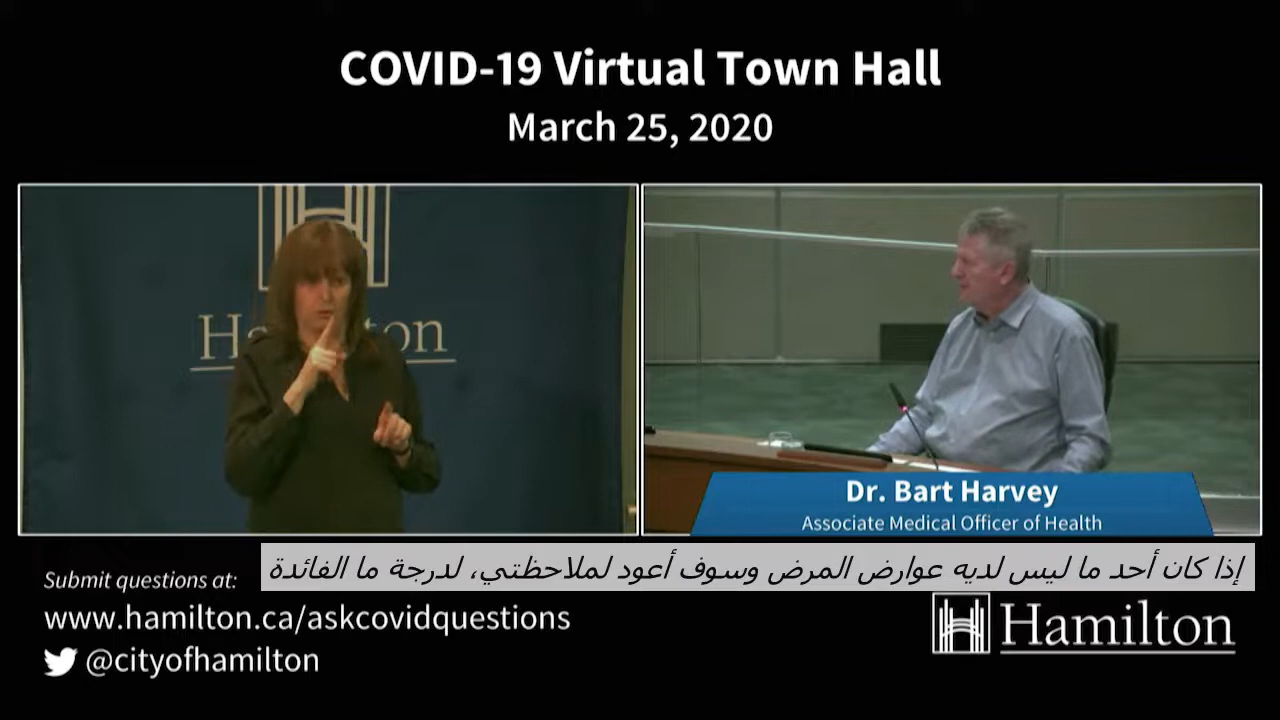 COVID-19 Virtual Town Hall
March 25, 2020
Hamilton
Dr. Bart Harvey
Associate Medical Officer of Health
إذا كان أحد ما ليس لديه عوارض المرض وسوف أعود لملاحظتي، لدرجة ما الفائدة
Submit questions at:
www.hamilton.ca/askcovidquestions
@cityofhamilton
Hamilton